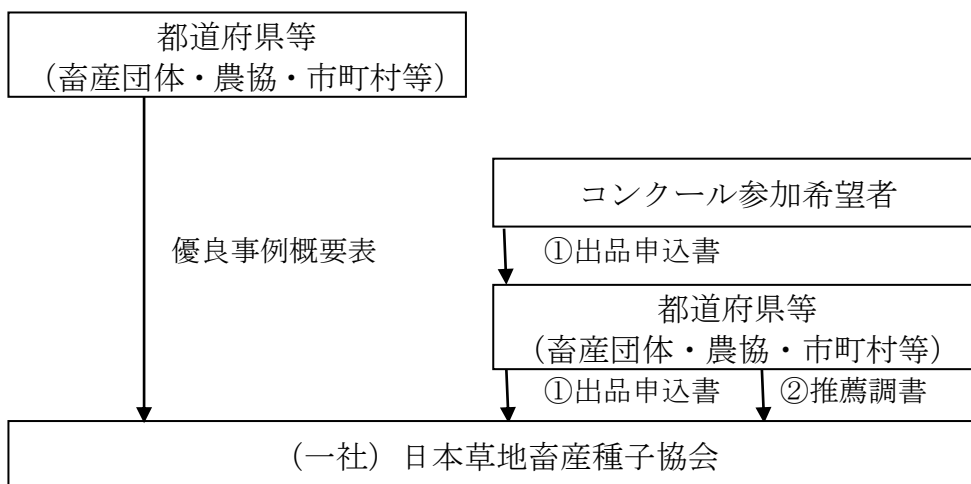 都道府県等
（畜産団体・農協・市町村等）
優良事例概要表
コンクール参加希望者
①出品申込書
都道府県等
（畜産団体・農協・市町村等）
①出品申込書
②推薦調書
（一社）日本草地畜産種子協会